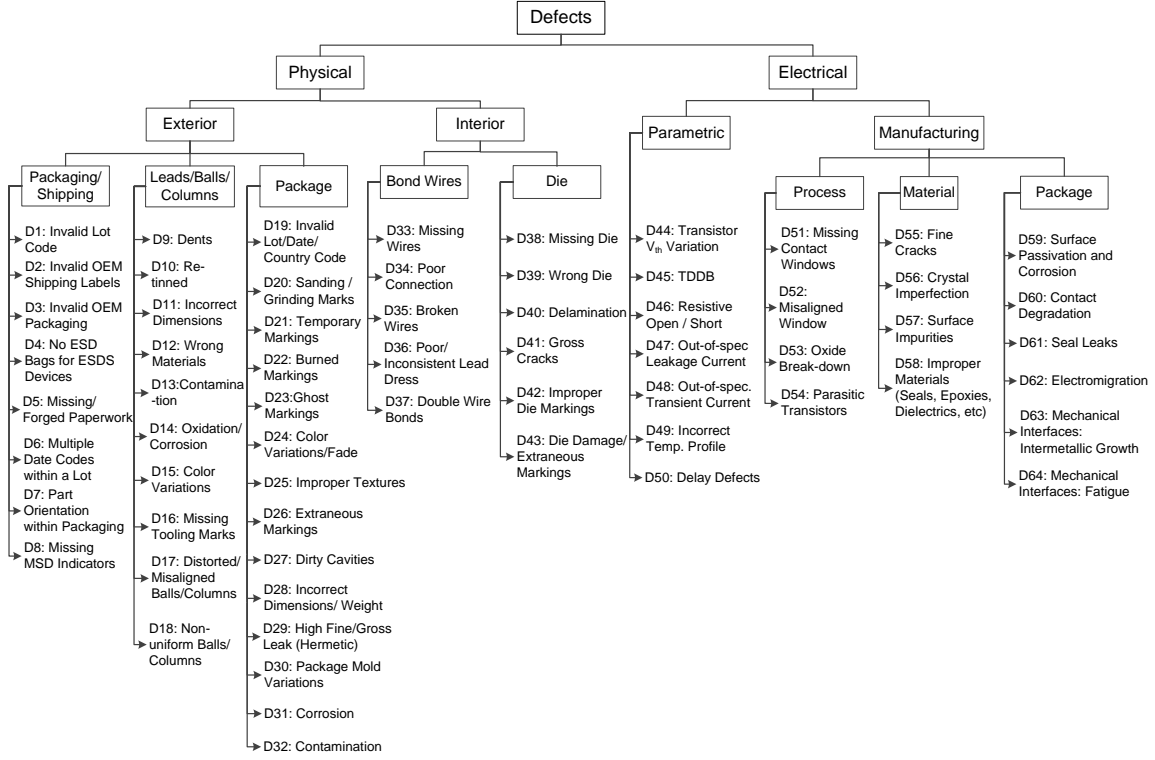 Defects
Physical
Electrical
Exterior
Interior
Parametric
Manufacturing
Packaging/
Shipping
D1: Invalid Lot
Code
D2: Invalid OEM
Shipping Labels
D3: Invalid OEM
Packaging
D4: No ESD
Bags for ESDS
Devices
D5: Missing/
Forged Paperwork
D6: Multiple
Date Codes
within a Lot
D7: Part
Orientation
within Packaging
D8: Missing
MSD Indicators
Leads/Balls/
Columns
D9: Dents
D10: Re-
tinned
D11: Incorrect
Dimensions
D12: Wrong
Materials
D13:Contamina
-tion
D14: Oxidation/
Corrosion
D15: Color
Variations
D16: Missing
Tooling Marks
D17: Distorted/
Misaligned
Balls/Columns
D18: Non-
uniform Balls/
Columns
Package
D19: Invalid
Lot/Date/
Country Code
D20: Sanding /
Grinding Marks
D21: Temporary
Markings
D22: Burned
Markings
D23:Ghost
Markings
D24: Color
Variations/Fade
D25: Improper Textures
D26: Extraneous
Markings
D27: Dirty Cavities
D28: Incorrect
Dimensions/ Weight
D29: High Fine/Gross
Leak (Hermetic)
D30: Package Mold
Variations
D31: Corrosion
D32: Contamination
Bond Wires
D33: Missing
Wires
D34: Poor
Connection
D35: Broken
Wires
D36: Poor/
Inconsistent Lead
Dress
D37: Double Wire
Bonds
Die
D38: Missing Die
D39: Wrong Die
D40: Delamination
D41: Gross
Cracks
D42: Improper
Die Markings
D43: Die Damage/
Extraneous
Markings
D44: Transistor
Vth Variation
D45: TDDB
D46: Resistive
Open / Short
D47: Out-of-spec
Leakage Current
D48: Out-of-spec.
Transient Current
D49: Incorrect
Temp. Profile
D50: Delay Defects
Process
D51: Missing
Contact
Windows
D52:
Misaligned
Window
D53: Oxide
Break-down
D54: Parasitic
Transistors
Material
D55: Fine
Cracks
D56: Crystal
Imperfection
D57: Surface
Impurities
D58: Improper
Materials
(Seals, Epoxies,
Dielectrics, etc)
Package
D59: Surface
Passivation and
Corrosion
D60: Contact
Degradation
D61: Seal Leaks
D62: Electromigration
D63: Mechanical
Interfaces:
Intermetallic Growth
D64: Mechanical
Interfaces: Fatigue